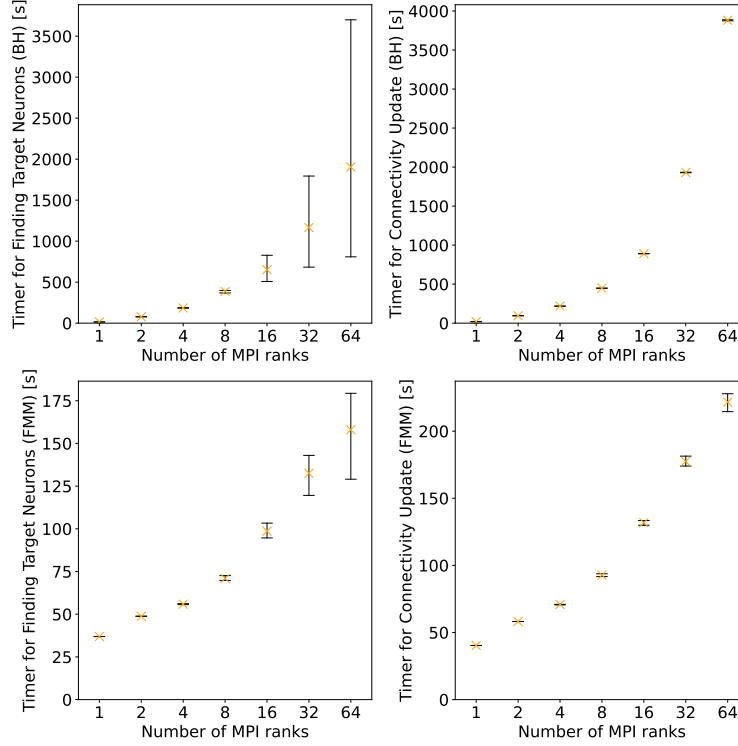 Timer for Finding Target Neurons (BH) [s]
3500
3000
2500
2000
1500
1000
500
0
1 2 4 8 16 32 64
Number of MPI ranks
Timer for Connectivity Update (BH) [s]
4000
3500
3000
2500
2000
1500
1000
500
0
1 2 4 8 16 32 64
Number of MPI ranks
Timer for Finding Target Neurons (FMM) [s]
175
150
125
100
75
50
25
0
1 2 4 8 16 32 64
Number of MPI ranks
Timer for Connectivity Update (FMM) [s]
200
150
100
50
0
1 2 4 8 16 32 64
Number of MPI ranks